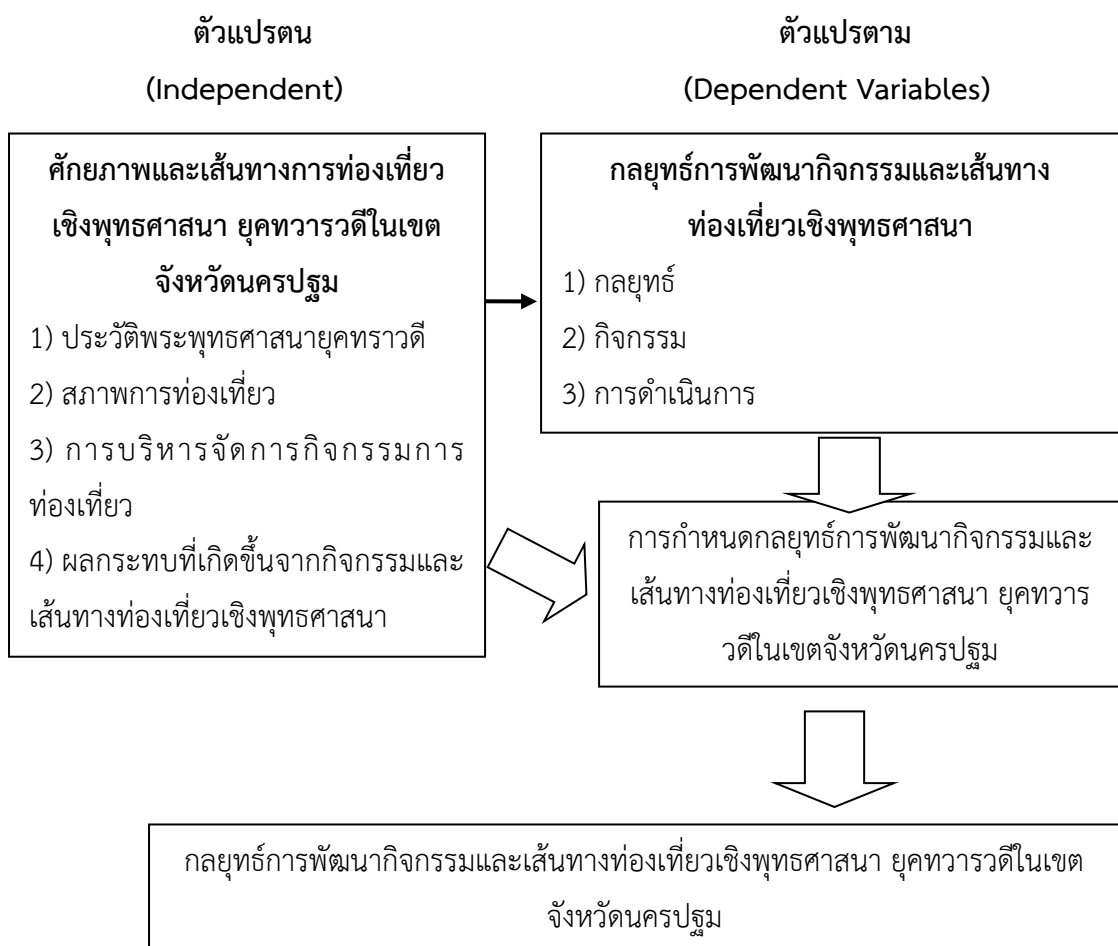 ตัวแปรตน
(Independent)
ตัวแปรตาม
(Dependent Variables)
ศักยภาพและเส้นทางการท่องเที่ยว
เชิงพุทธศาสนา ยุคทวารวดีในเขต
จังหวัดนครปฐม
1) ประวัติพระพุทธศาสนายุคทราวดี
2) สภาพการท่องเที่ยว
3) การบริหารจัดการกิจกรรมการ
ท่องเที่ยว
4) ผลกระทบที่เกิดขึ้นจากกิจกรรมและ
เส้นทางท่องเที่ยวเชิงพุทธศาสนา
กลยุทธ์การพัฒนากิจกรรมและเส้นทาง
ท่องเที่ยวเชิงพุทธศาสนา
1) กลยุทธ์
2) กิจกรรม
3) การดำเนินการ
การกำหนดกลยุทธ์การพัฒนากิจกรรมและ
เส้นทางท่องเที่ยวเชิงพุทธศาสนา ยุคทวาร
วดีในเขตจังหวัดนครปฐม
กลยุทธ์การพัฒนากิจกรรมและเส้นทางท่องเที่ยวเชิงพุทธศาสนา ยุคทวารวดีในเขต
จังหวัดนครปฐม